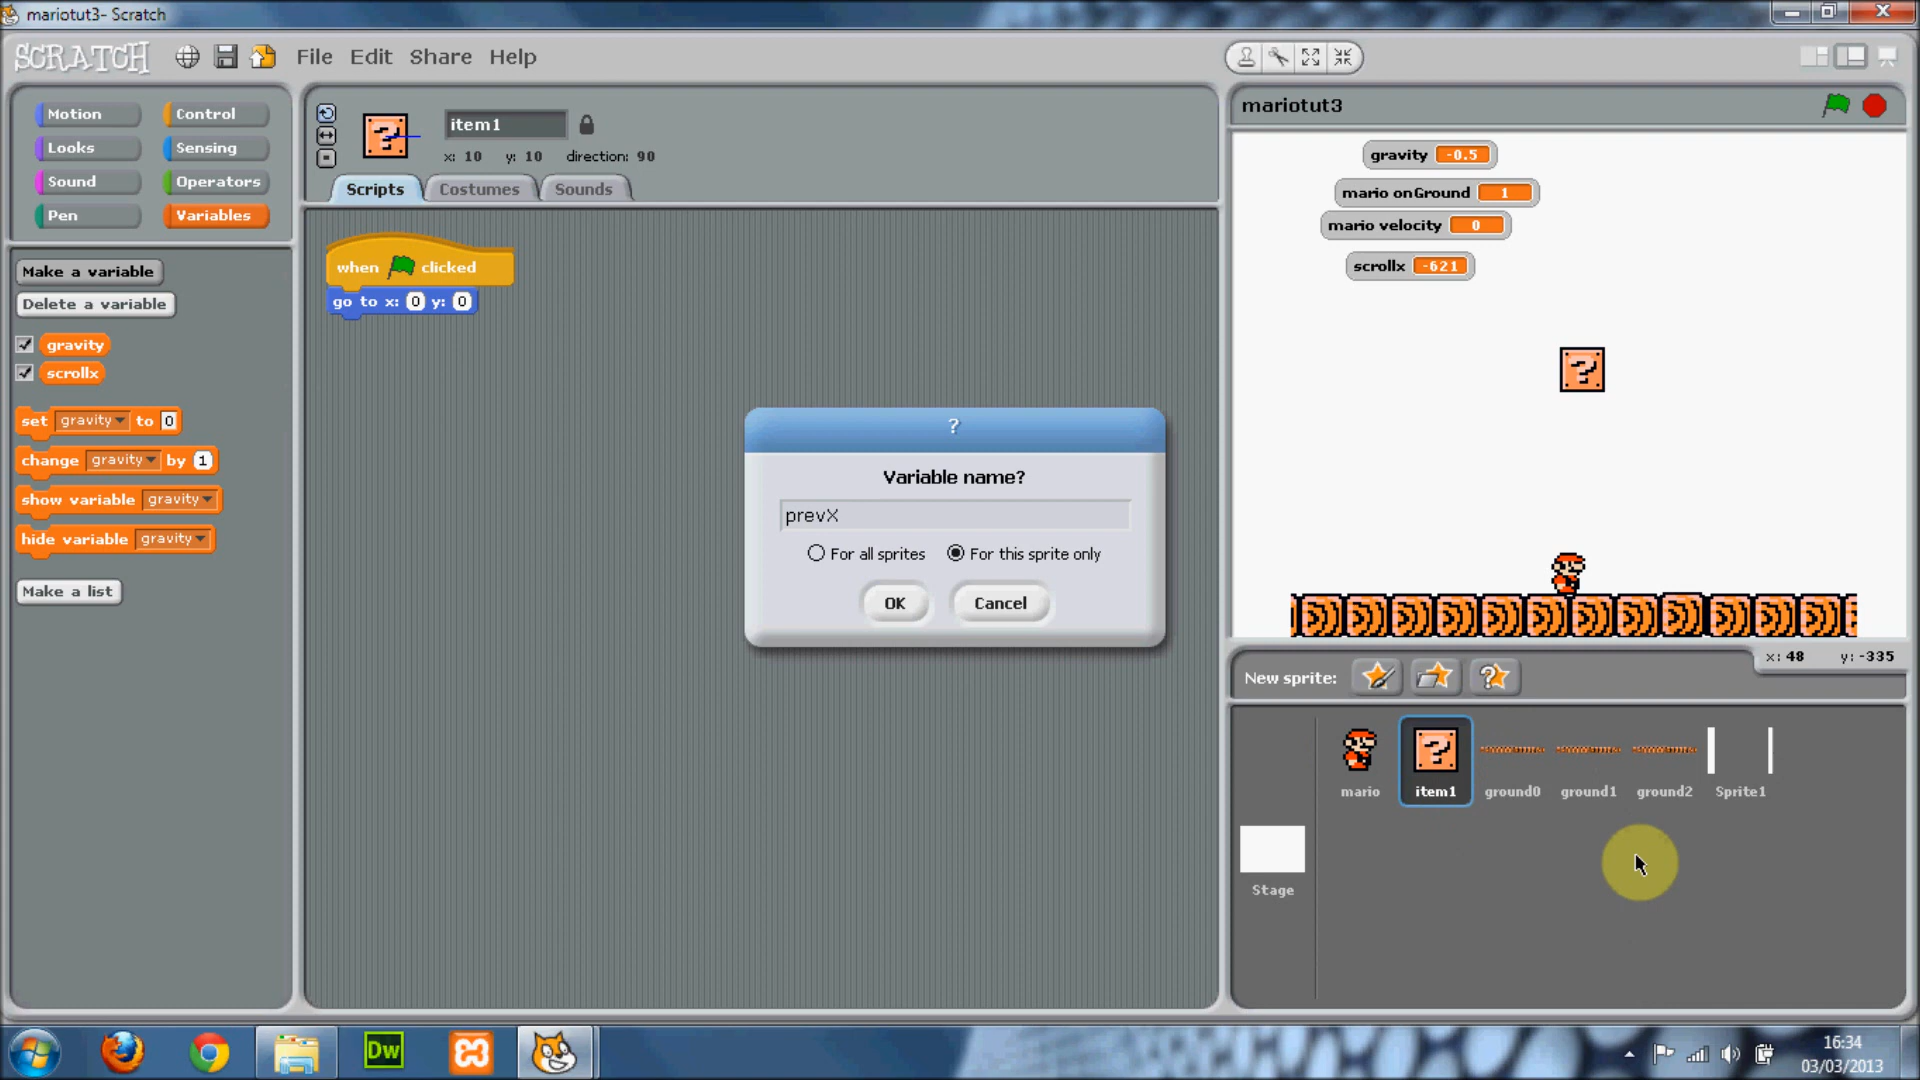 mariotut3- Scratch
SCRATCH File Edit Share Help
Motion Control
Looks Sensing
Sound Operators
Pen Variables
Make a variable
Delete a variable
gravity
scrollx
set gravity to 0
change gravity by 1
show variable gravity
hide variable gravity
Make a list
item1
x: 10 y: 10 direction: 90
Scripts Costumes Sounds
when clicked
go to x: 0 y: 0
?
Variable name?
prevX
For all sprites For this sprite only
OK Cancel
mariotut3
gravity -0.5
mario onGround 1
mario velocity 0
scrollx -621
?
x: 48 y: -335
New sprite:
mario item1 ground0 ground1 ground2 Sprite1
Stage
Dw
16:34
03/03/2013